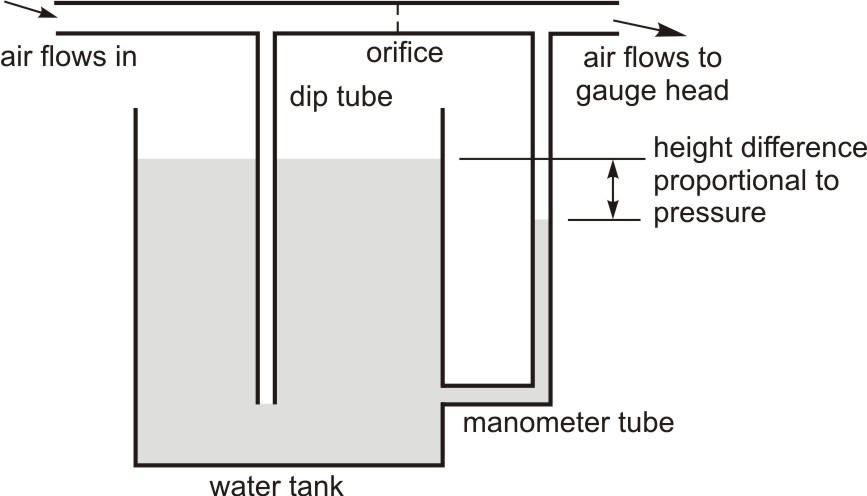 air flows in
orifice
air flows to
gauge head
dip tube
height difference
proportional to
pressure
manometer tube
water tank